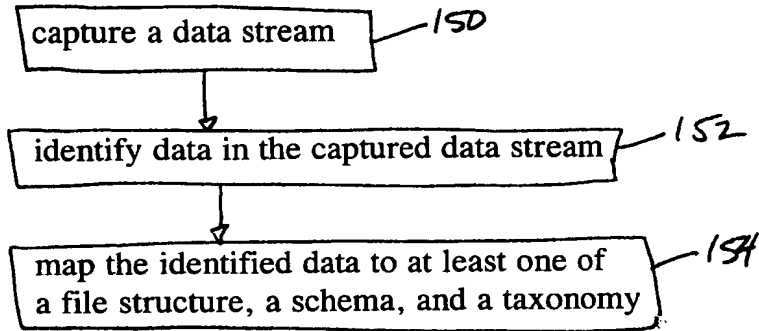 capture a data stream
150
identify data in the captured data stream
152
map the identified data to at least one of
a file structure, a schema, and a taxonomy
154